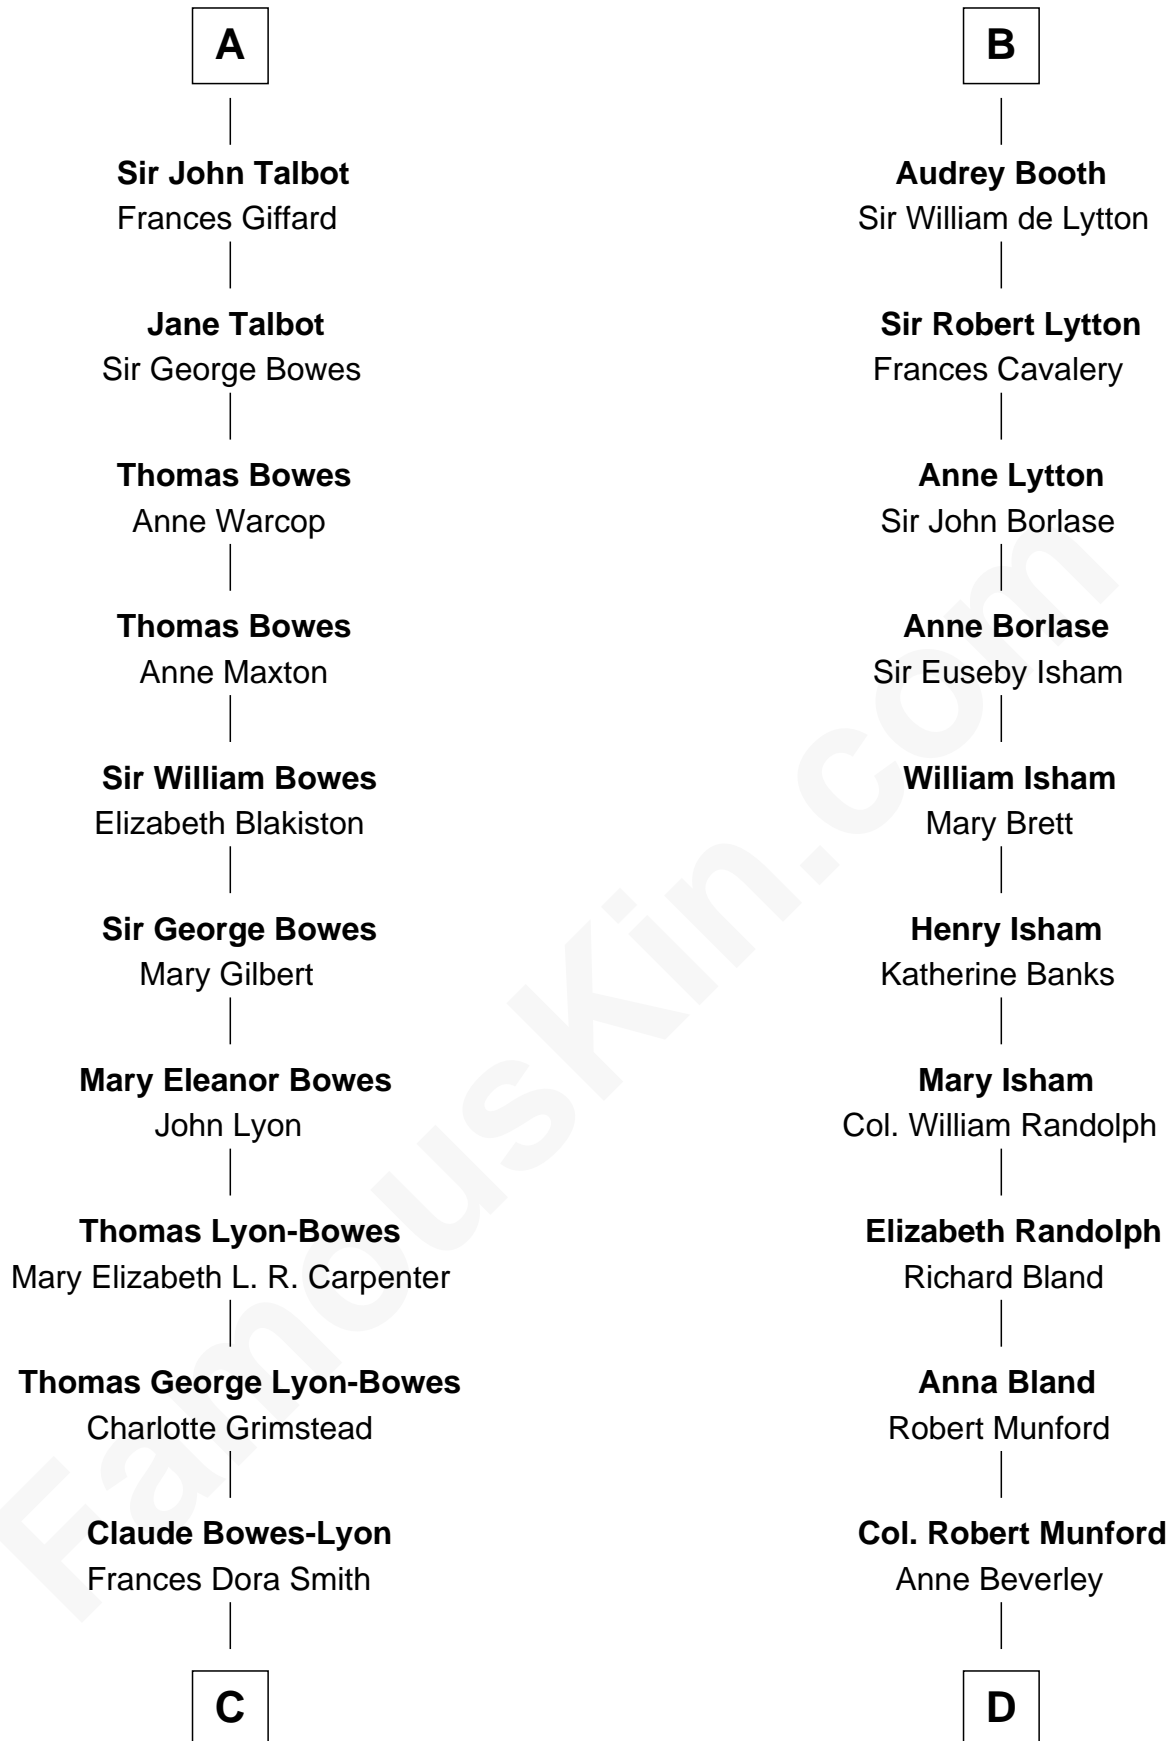 A
Sir John Talbot
Frances Giffard
Jane Talbot
Sir George Bowes
Thomas Bowes
Anne Warcop
Thomas Bowes
Anne Maxton
Sir William Bowes
Elizabeth Blakiston
Sir George Bowes
Mary Gilbert
Mary Eleanor Bowes
John Lyon
Thomas Lyon-Bowes
Mary Elizabeth L. R. Carpenter
Thomas George Lyon-Bowes
Charlotte Grimstead
Claude Bowes-Lyon
Frances Dora Smith
C
B
Audrey Booth
Sir William de Lytton
Sir Robert Lytton
Frances Cavalery
Anne Lytton
Sir John Borlase
Anne Borlase
Sir Euseby Isham
William Isham
Mary Brett
Henry Isham
Katherine Banks
Mary Isham
Col. William Randolph
Elizabeth Randolph
Richard Bland
Anna Bland
Robert Munford
Col. Robert Munford
Anne Beverley
D
FamousKin.com